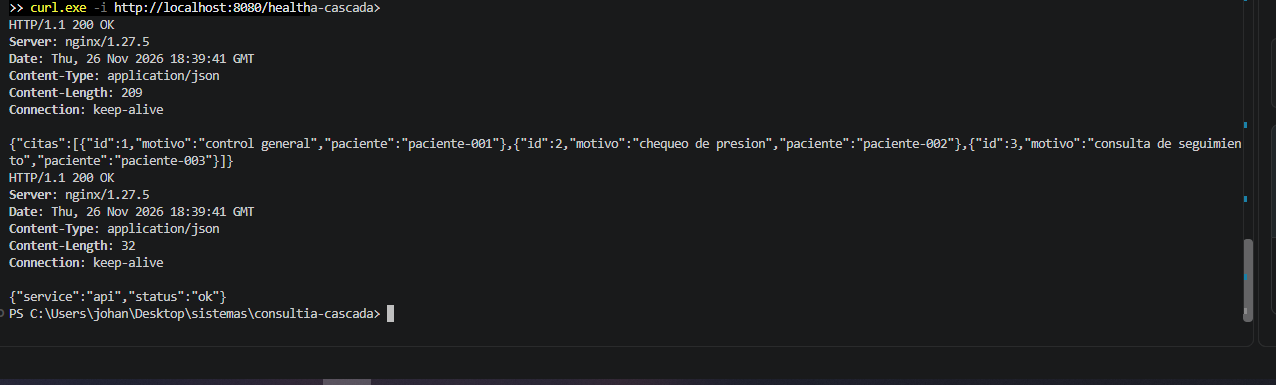 >> curl.exe -i http://localhost:8080/healtha-cascada>
HTTP/1.1 200 OK
Server: nginx/1.27.5
Date: Thu, 26 Nov 2026 18:39:41 GMT
Content-Type: application/json
Content-Length: 209
Connection: keep-alive

{"citas":[{"id":1,"motivo":"control general","paciente":"paciente-001"},{"id":2,"motivo":"chequeo de presion","paciente":"paciente-002"},{"id":3,"motivo":"consulta de seguimien
to","paciente":"paciente-003"}]}
HTTP/1.1 200 OK
Server: nginx/1.27.5
Date: Thu, 26 Nov 2026 18:39:41 GMT
Content-Type: application/json
Content-Length: 32
Connection: keep-alive

{"service":"api","status":"ok"}
PS C:\Users\johan\Desktop\sistemas\consultia-cascada>